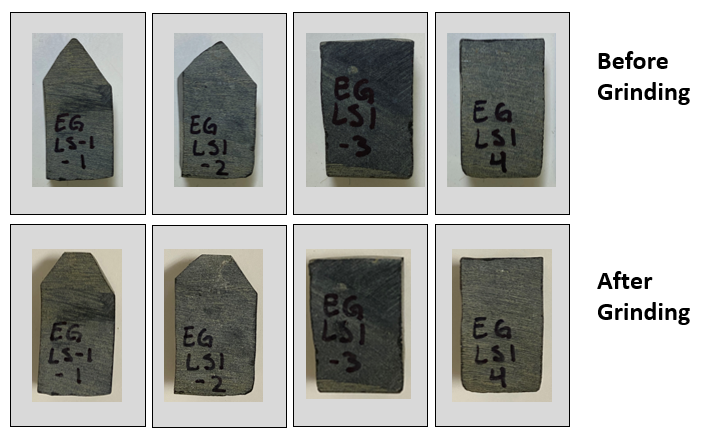 EG
LS-1
-1
EG
LS1
-2
EG
LS1
-3
EG
LS1
4
Before
Grinding
EG
LS-1
-1
EG
LS1
-2
EG
LS1
-3
EG
LS1
4
After
Grinding